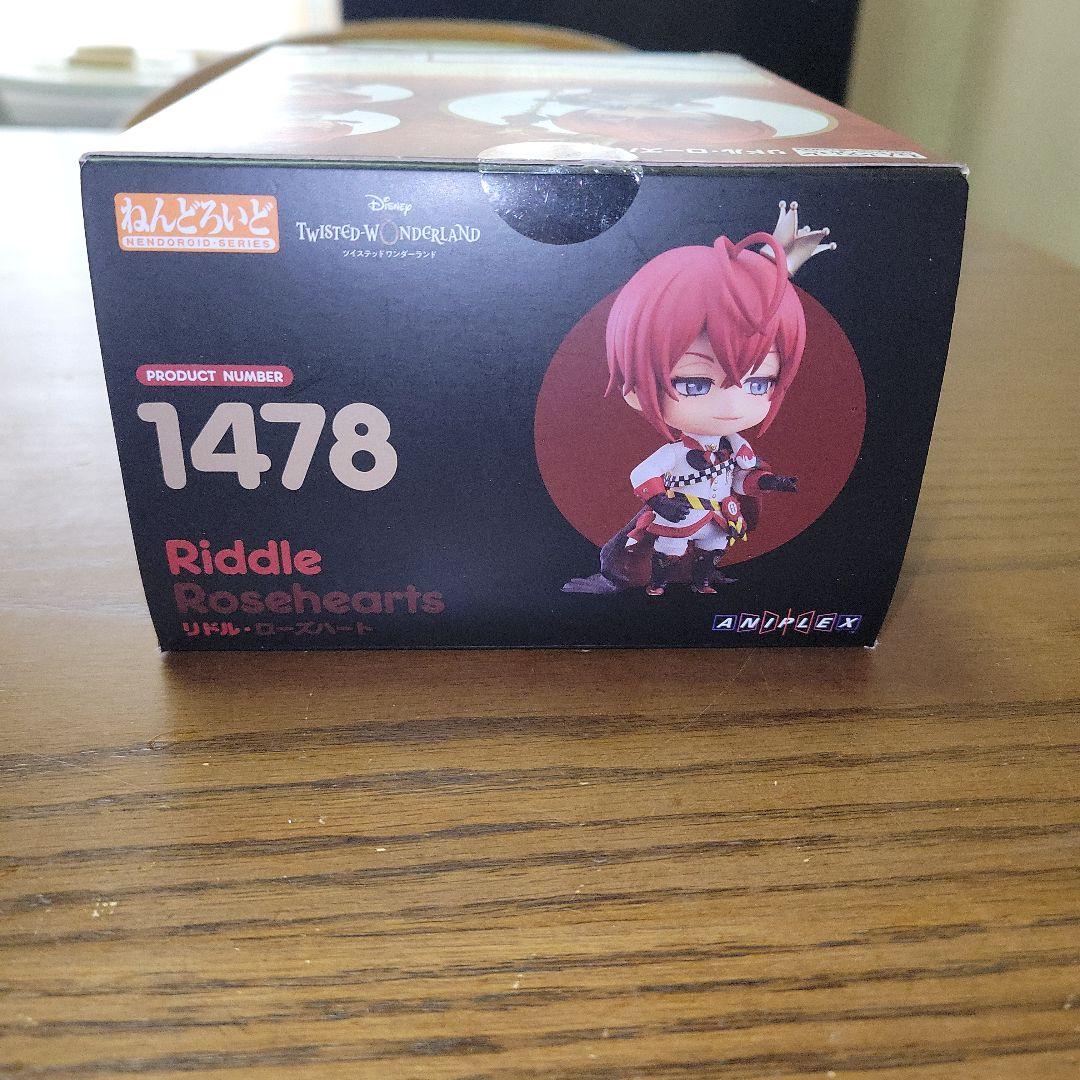 ねんどろいど
NENDOROID·SERIES
Disney
TWISTED-WONDERLAND
ツイステッドワンダーランド
PRODUCT NUMBER
1478
Riddle
Rosehearts
リドル・ローズハート
ANIPLEX